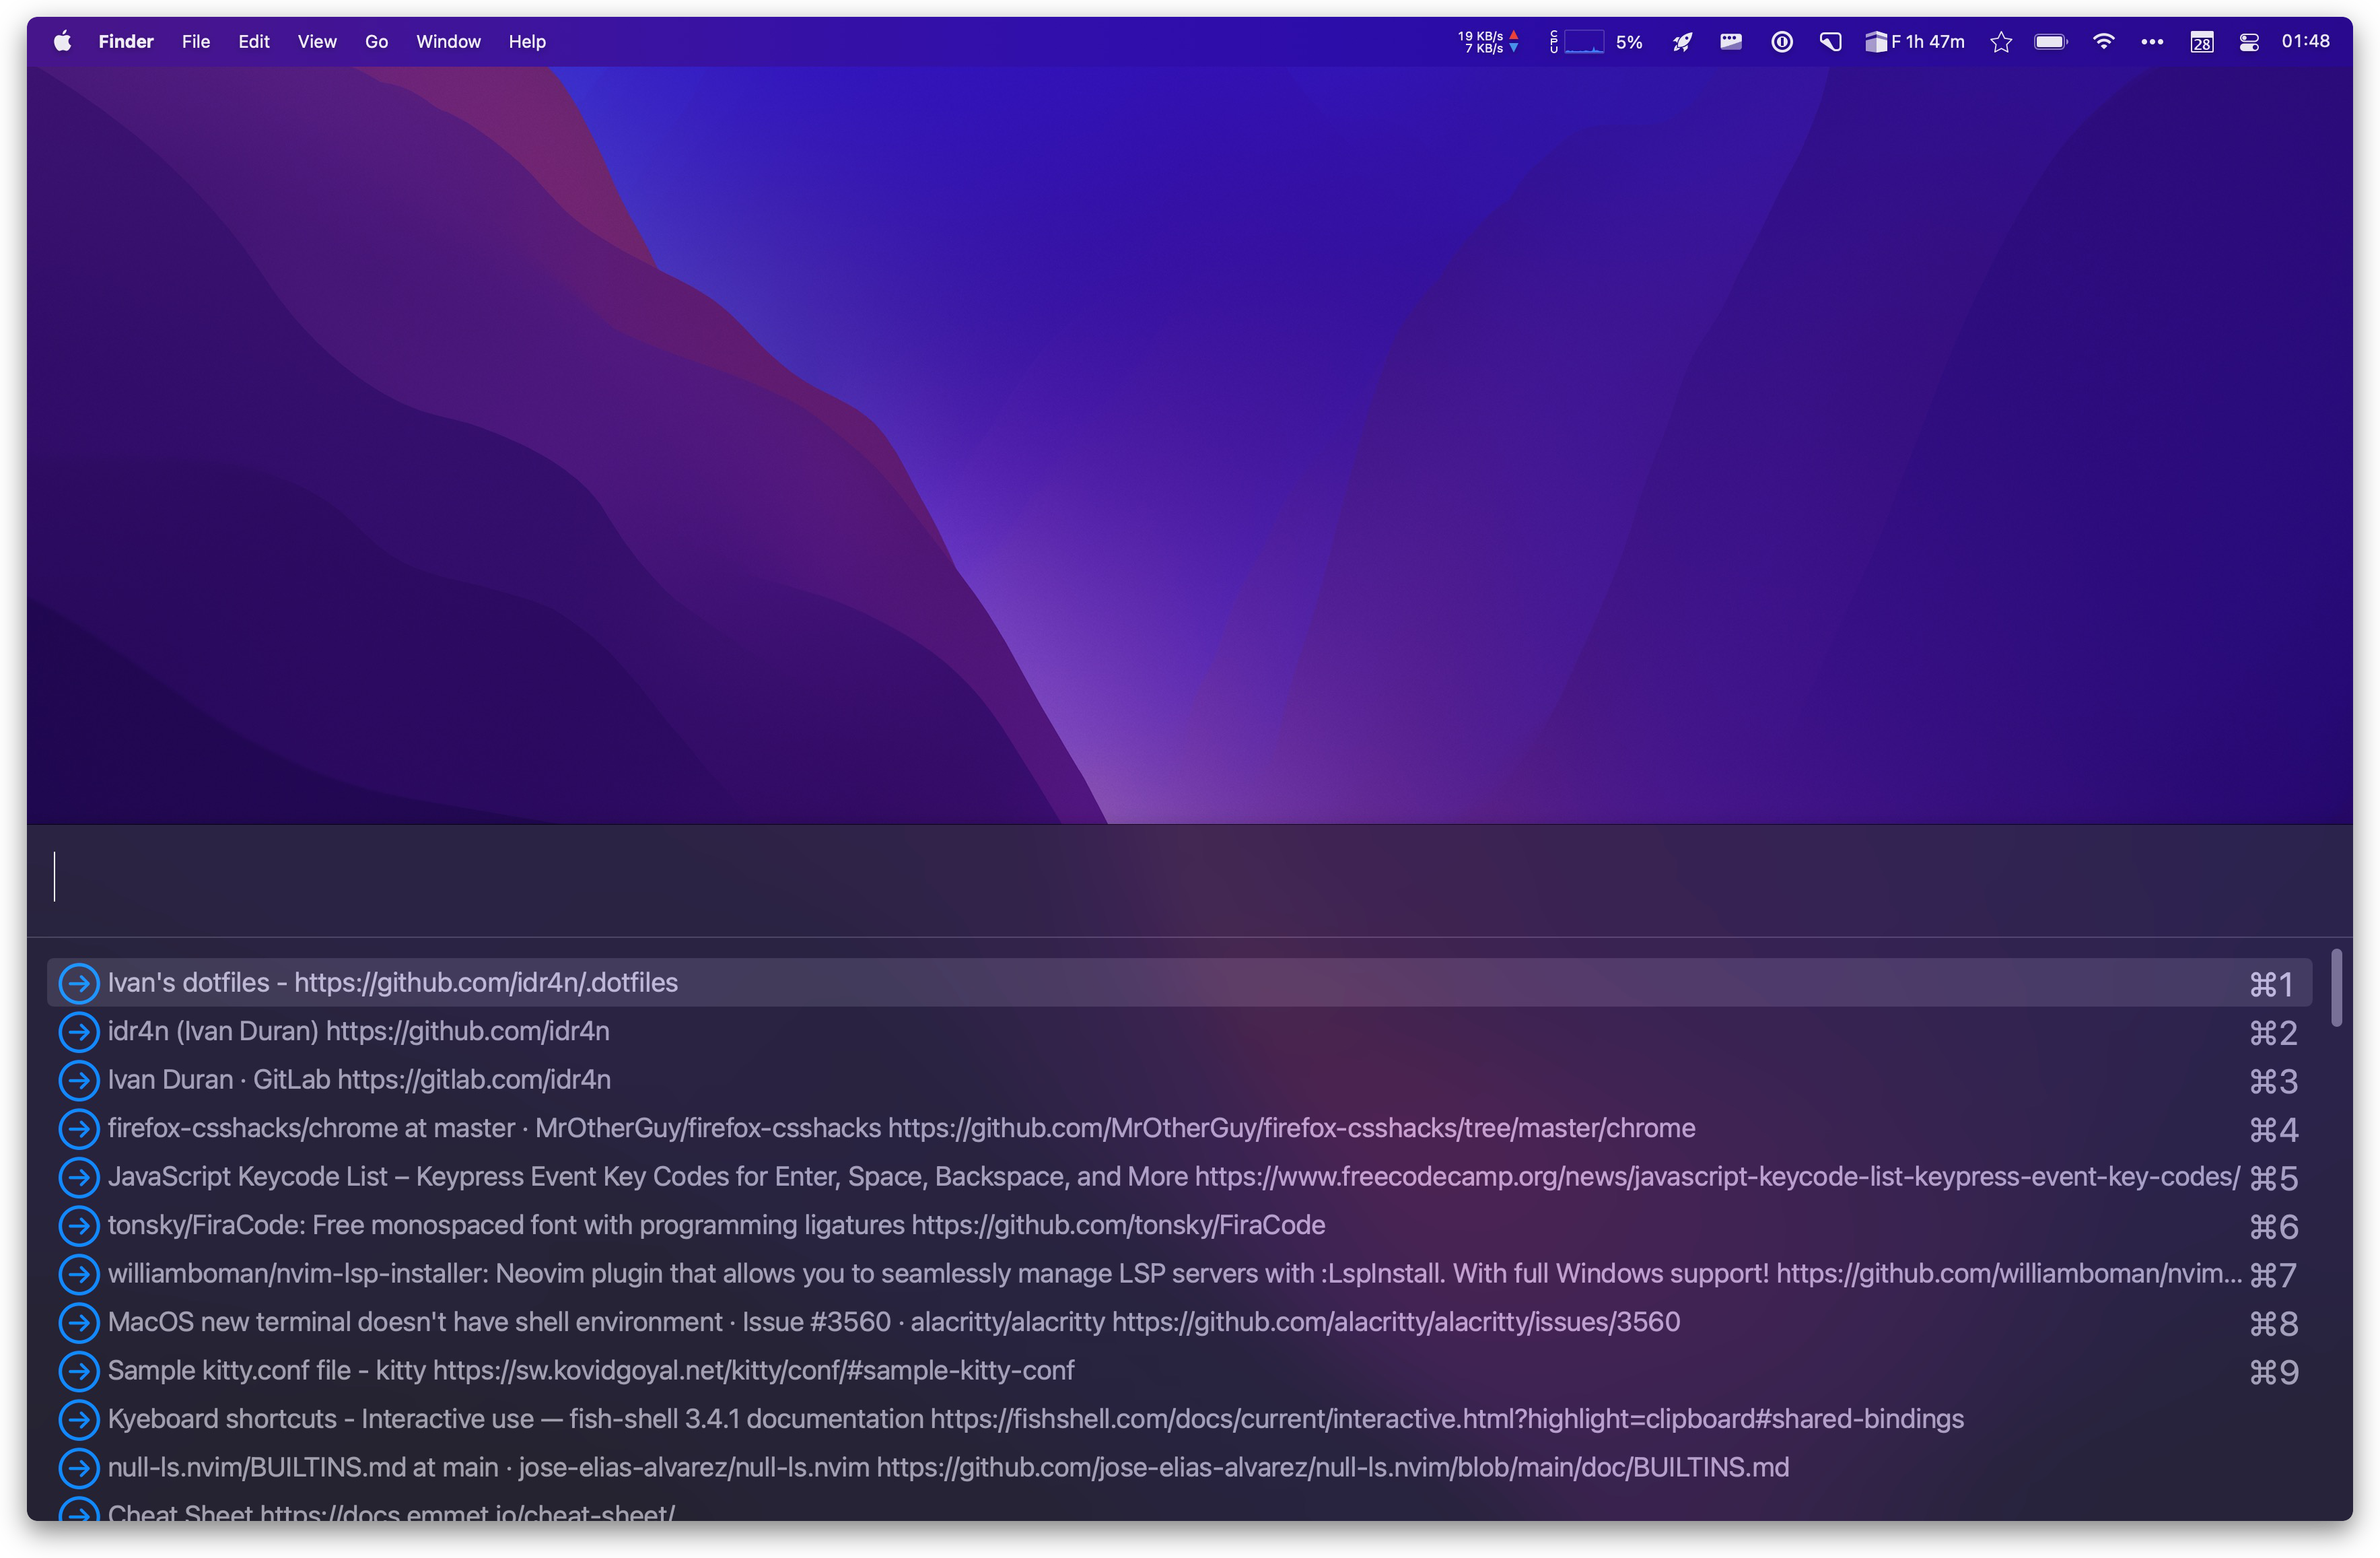 Finder File Edit View Go Window Help 19 KB/s CPU 5% F 1h 47m 28 01:48
7 KB/s
Ivan's dotfiles - https://github.com/idr4n/.dotfiles ⌘1
idr4n (Ivan Duran) https://github.com/idr4n ⌘2
Ivan Duran · GitLab https://gitlab.com/idr4n ⌘3
firefox-csshacks/chrome at master · MrOtherGuy/firefox-csshacks https://github.com/MrOtherGuy/firefox-csshacks/tree/master/chrome ⌘4
JavaScript Keycode List – Keypress Event Key Codes for Enter, Space, Backspace, and More https://www.freecodecamp.org/news/javascript-keycode-list-keypress-event-key-codes/ ⌘5
tonsky/FiraCode: Free monospaced font with programming ligatures https://github.com/tonsky/FiraCode ⌘6
williamboman/nvim-lsp-installer: Neovim plugin that allows you to seamlessly manage LSP servers with :LspInstall. With full Windows support! https://github.com/williamboman/nvim... ⌘7
MacOS new terminal doesn't have shell environment · Issue #3560 · alacritty/alacritty https://github.com/alacritty/alacritty/issues/3560 ⌘8
Sample kitty.conf file - kitty https://sw.kovidgoyal.net/kitty/conf/#sample-kitty-conf ⌘9
Kyeboard shortcuts - Interactive use — fish-shell 3.4.1 documentation https://fishshell.com/docs/current/interactive.html?highlight=clipboard#shared-bindings
null-ls.nvim/BUILTINS.md at main · jose-elias-alvarez/null-ls.nvim https://github.com/jose-elias-alvarez/null-ls.nvim/blob/main/doc/BUILTINS.md
Cheat Sheet https://docs.emmet.io/cheat-sheet/